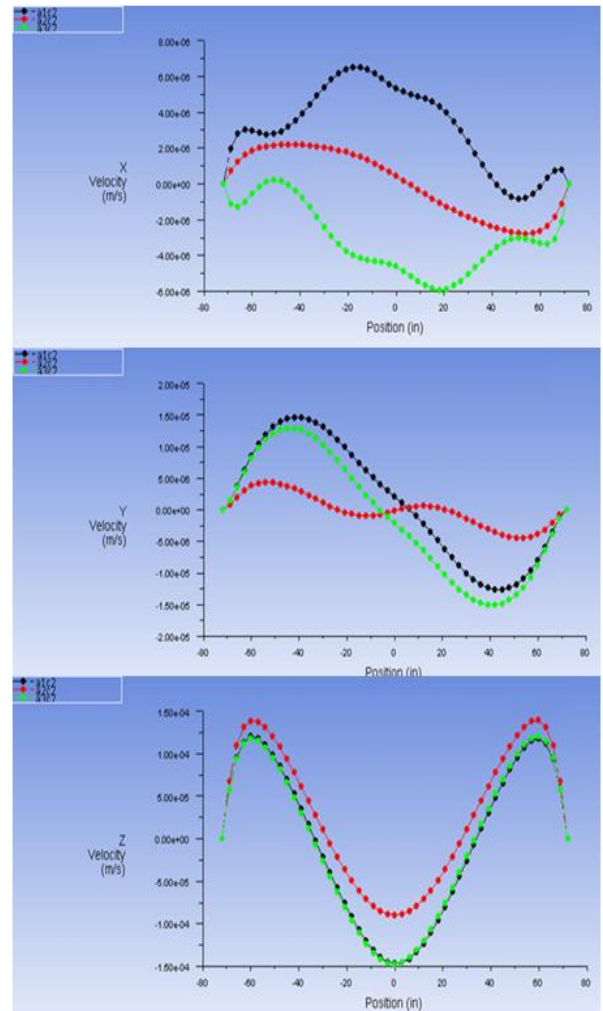 a1c2
a2c2
8.00e+06
6.00e+06
4.00e+06
2.00e+06
0.00e+00
-2.00e+06
-4.00e+06
-6.00e+06
X
Velocity
(m/s)
-80 -60 -40 -20 0 20 40 60 80
Position (in)
a1c2
a2c2
2.00e+05
1.50e+05
1.00e+05
5.00e+06
0.00e+00
-5.00e+06
-1.00e+05
-1.50e+05
-2.00e+05
Y
Velocity
(m/s)
-80 -60 -40 -20 0 20 40 60 80
Position (in)
a1c2
a2c2
1.50e+04
1.00e+04
5.00e+05
0.00e+00
-5.00e+05
-1.00e+04
-1.50e+04
Z
Velocity
(m/s)
-80 -60 -40 -20 0 20 40 60 80
Position (in)